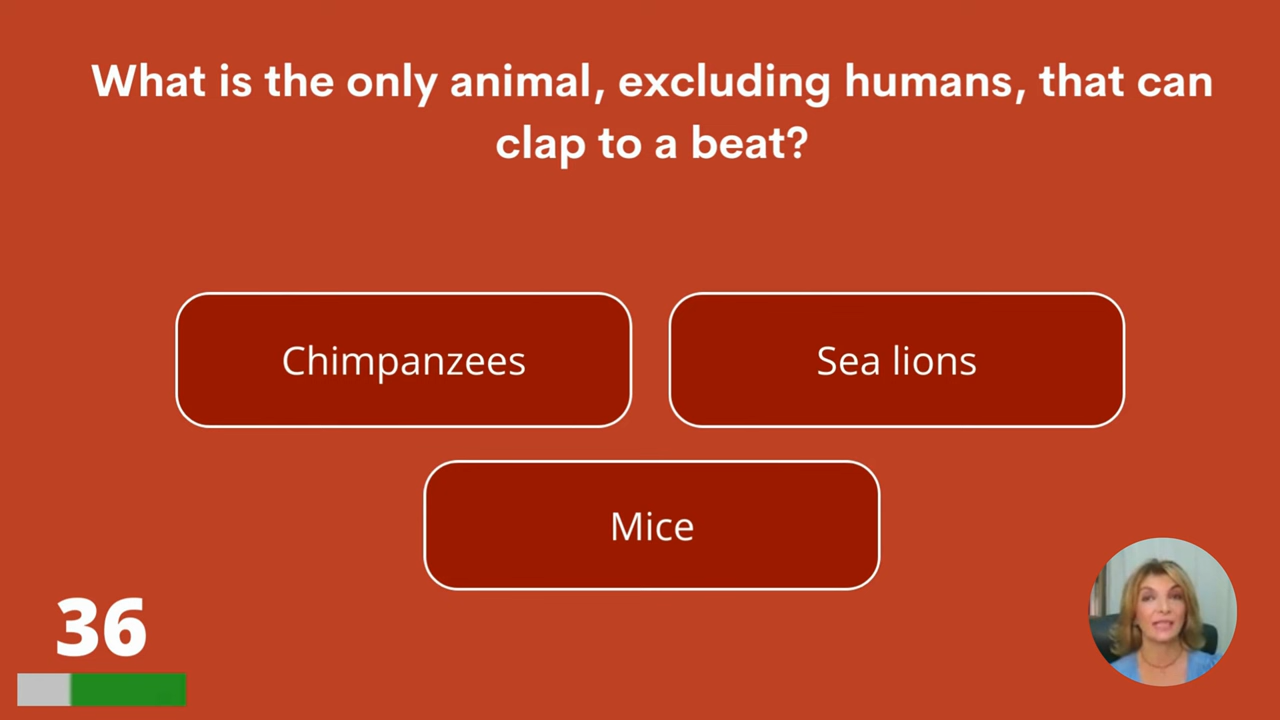 What is the only animal, excluding humans, that can
clap to a beat?
Chimpanzees
Sea lions
Mice
36